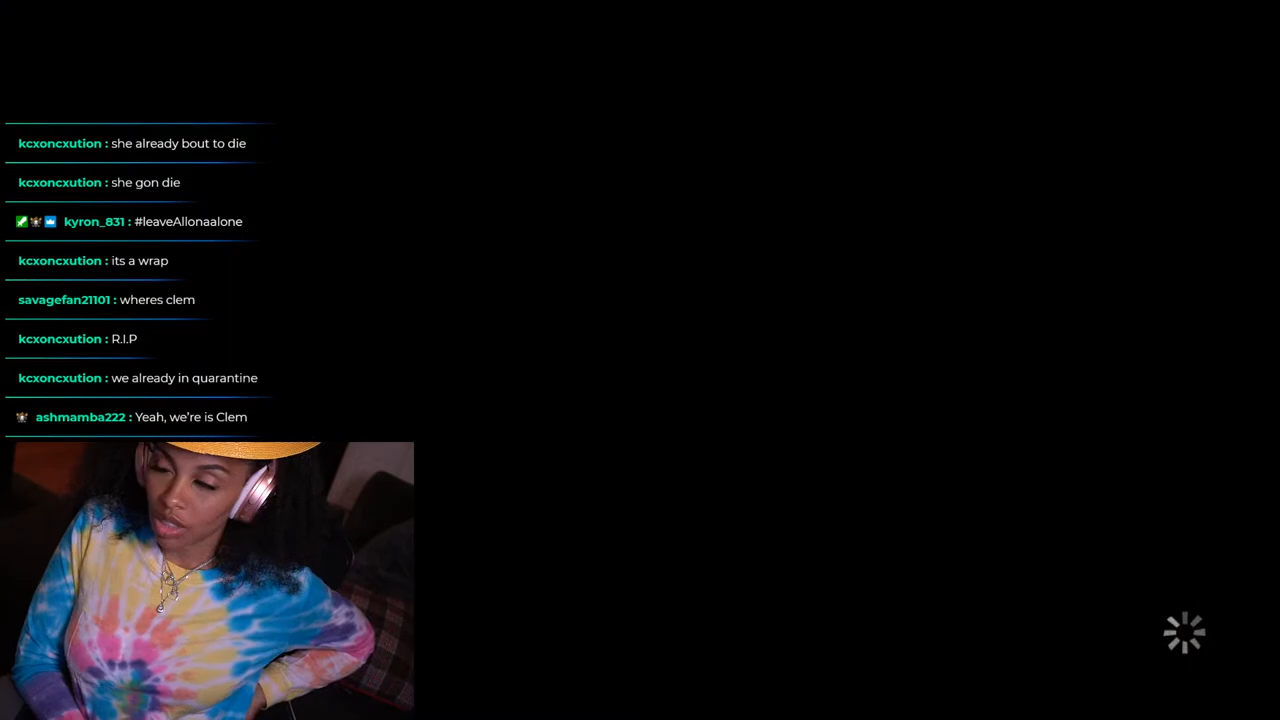 kcxoncxution : she already bout to die
kcxoncxution : she gon die
kyron_831 : #leaveAllonaalone
kcxoncxution : its a wrap
savagefan21101 : wheres clem
kcxoncxution : R.I.P
kcxoncxution : we already in quarantine
ashmamba222 : Yeah, we're is Clem